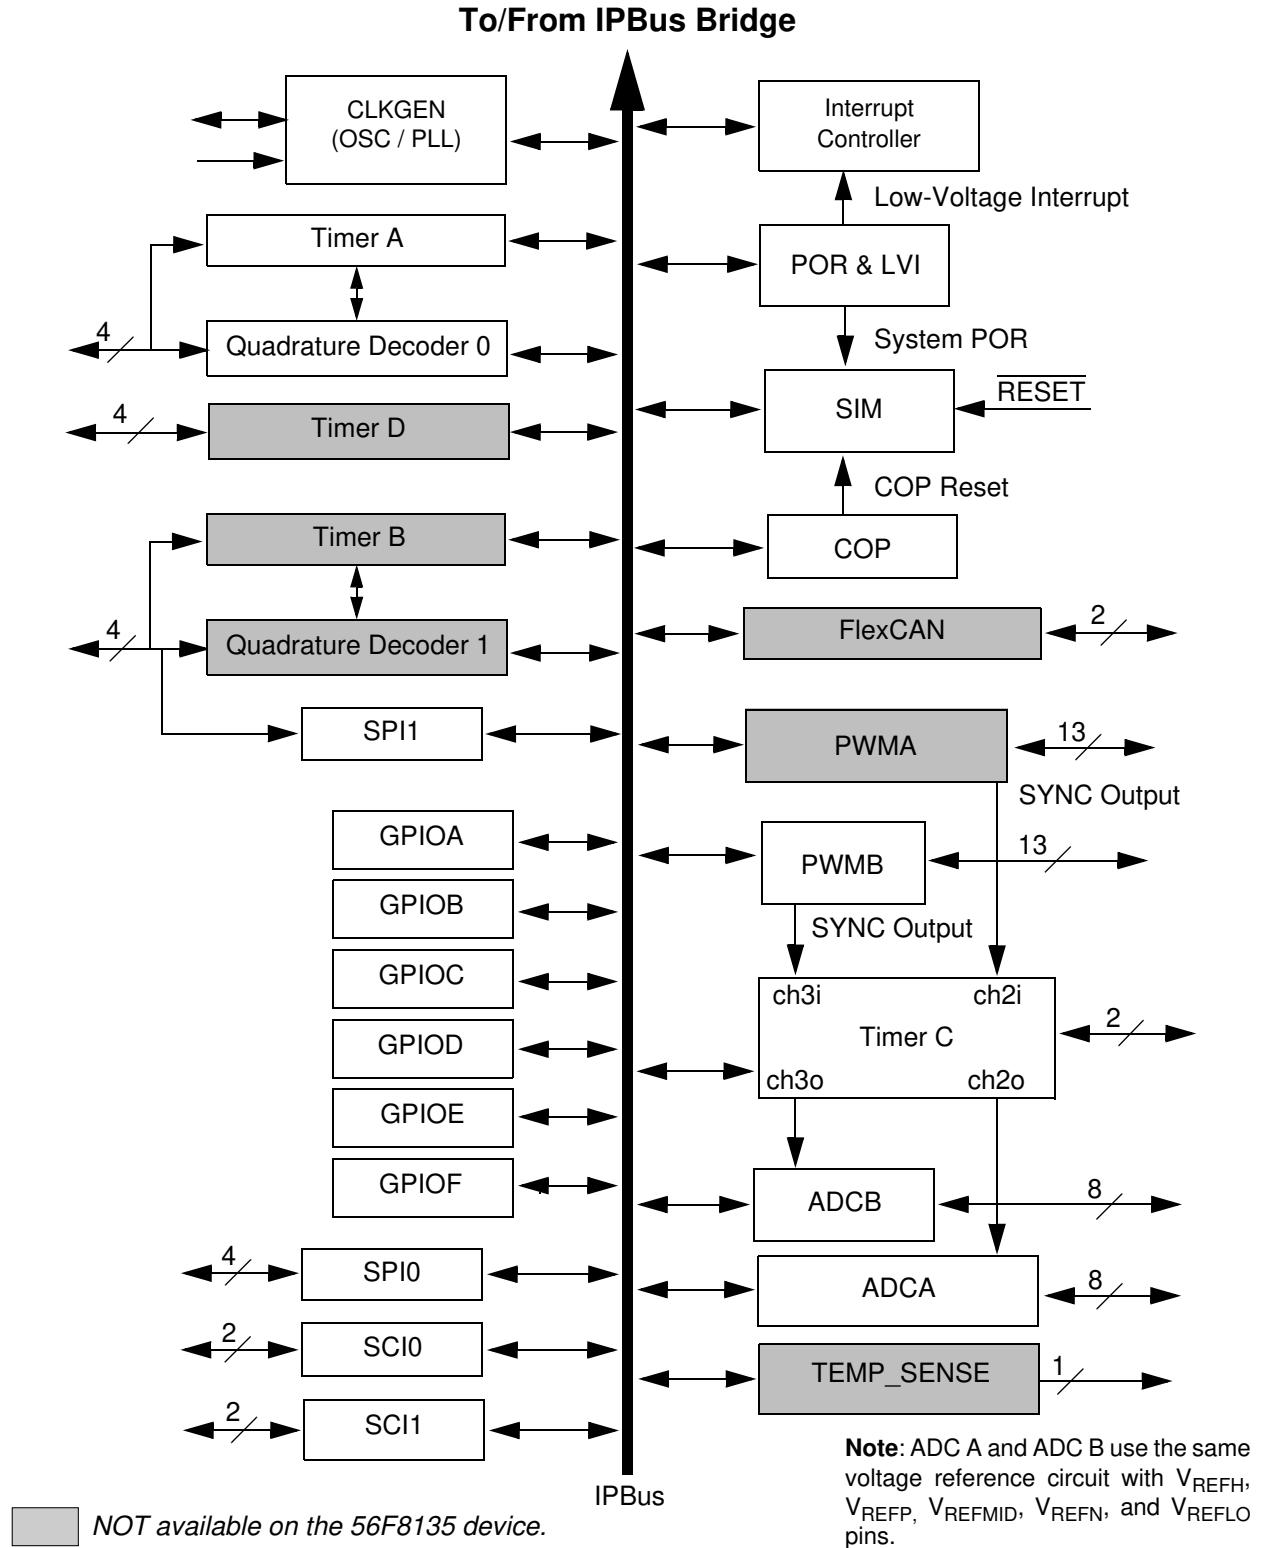 To/From IPBus Bridge
CLKGEN
(OSC / PLL)
Timer A
4
Quadrature Decoder 0
4
Timer D
Timer B
4
Quadrature Decoder 1
SPI1
GPIOA
GPIOB
GPIOC
GPIOD
GPIOE
GPIOF
4
SPI0
2
SCI0
2
SCI1
Interrupt
Controller
Low-Voltage Interrupt
POR & LVI
System POR
SIM
RESET
COP Reset
COP
FlexCAN
2
PWMA
13
SYNC Output
PWMB
13
SYNC Output
ch3i
ch2i
Timer C
2
ch3o
ch2o
ADCB
8
ADCA
8
TEMP_SENSE
1
IPBus
NOT available on the 56F8135 device.
Note: ADC A and ADC B use the same
voltage reference circuit with VREFH,
VREFP, VREFMID, VREFN, and VREFLO
pins.